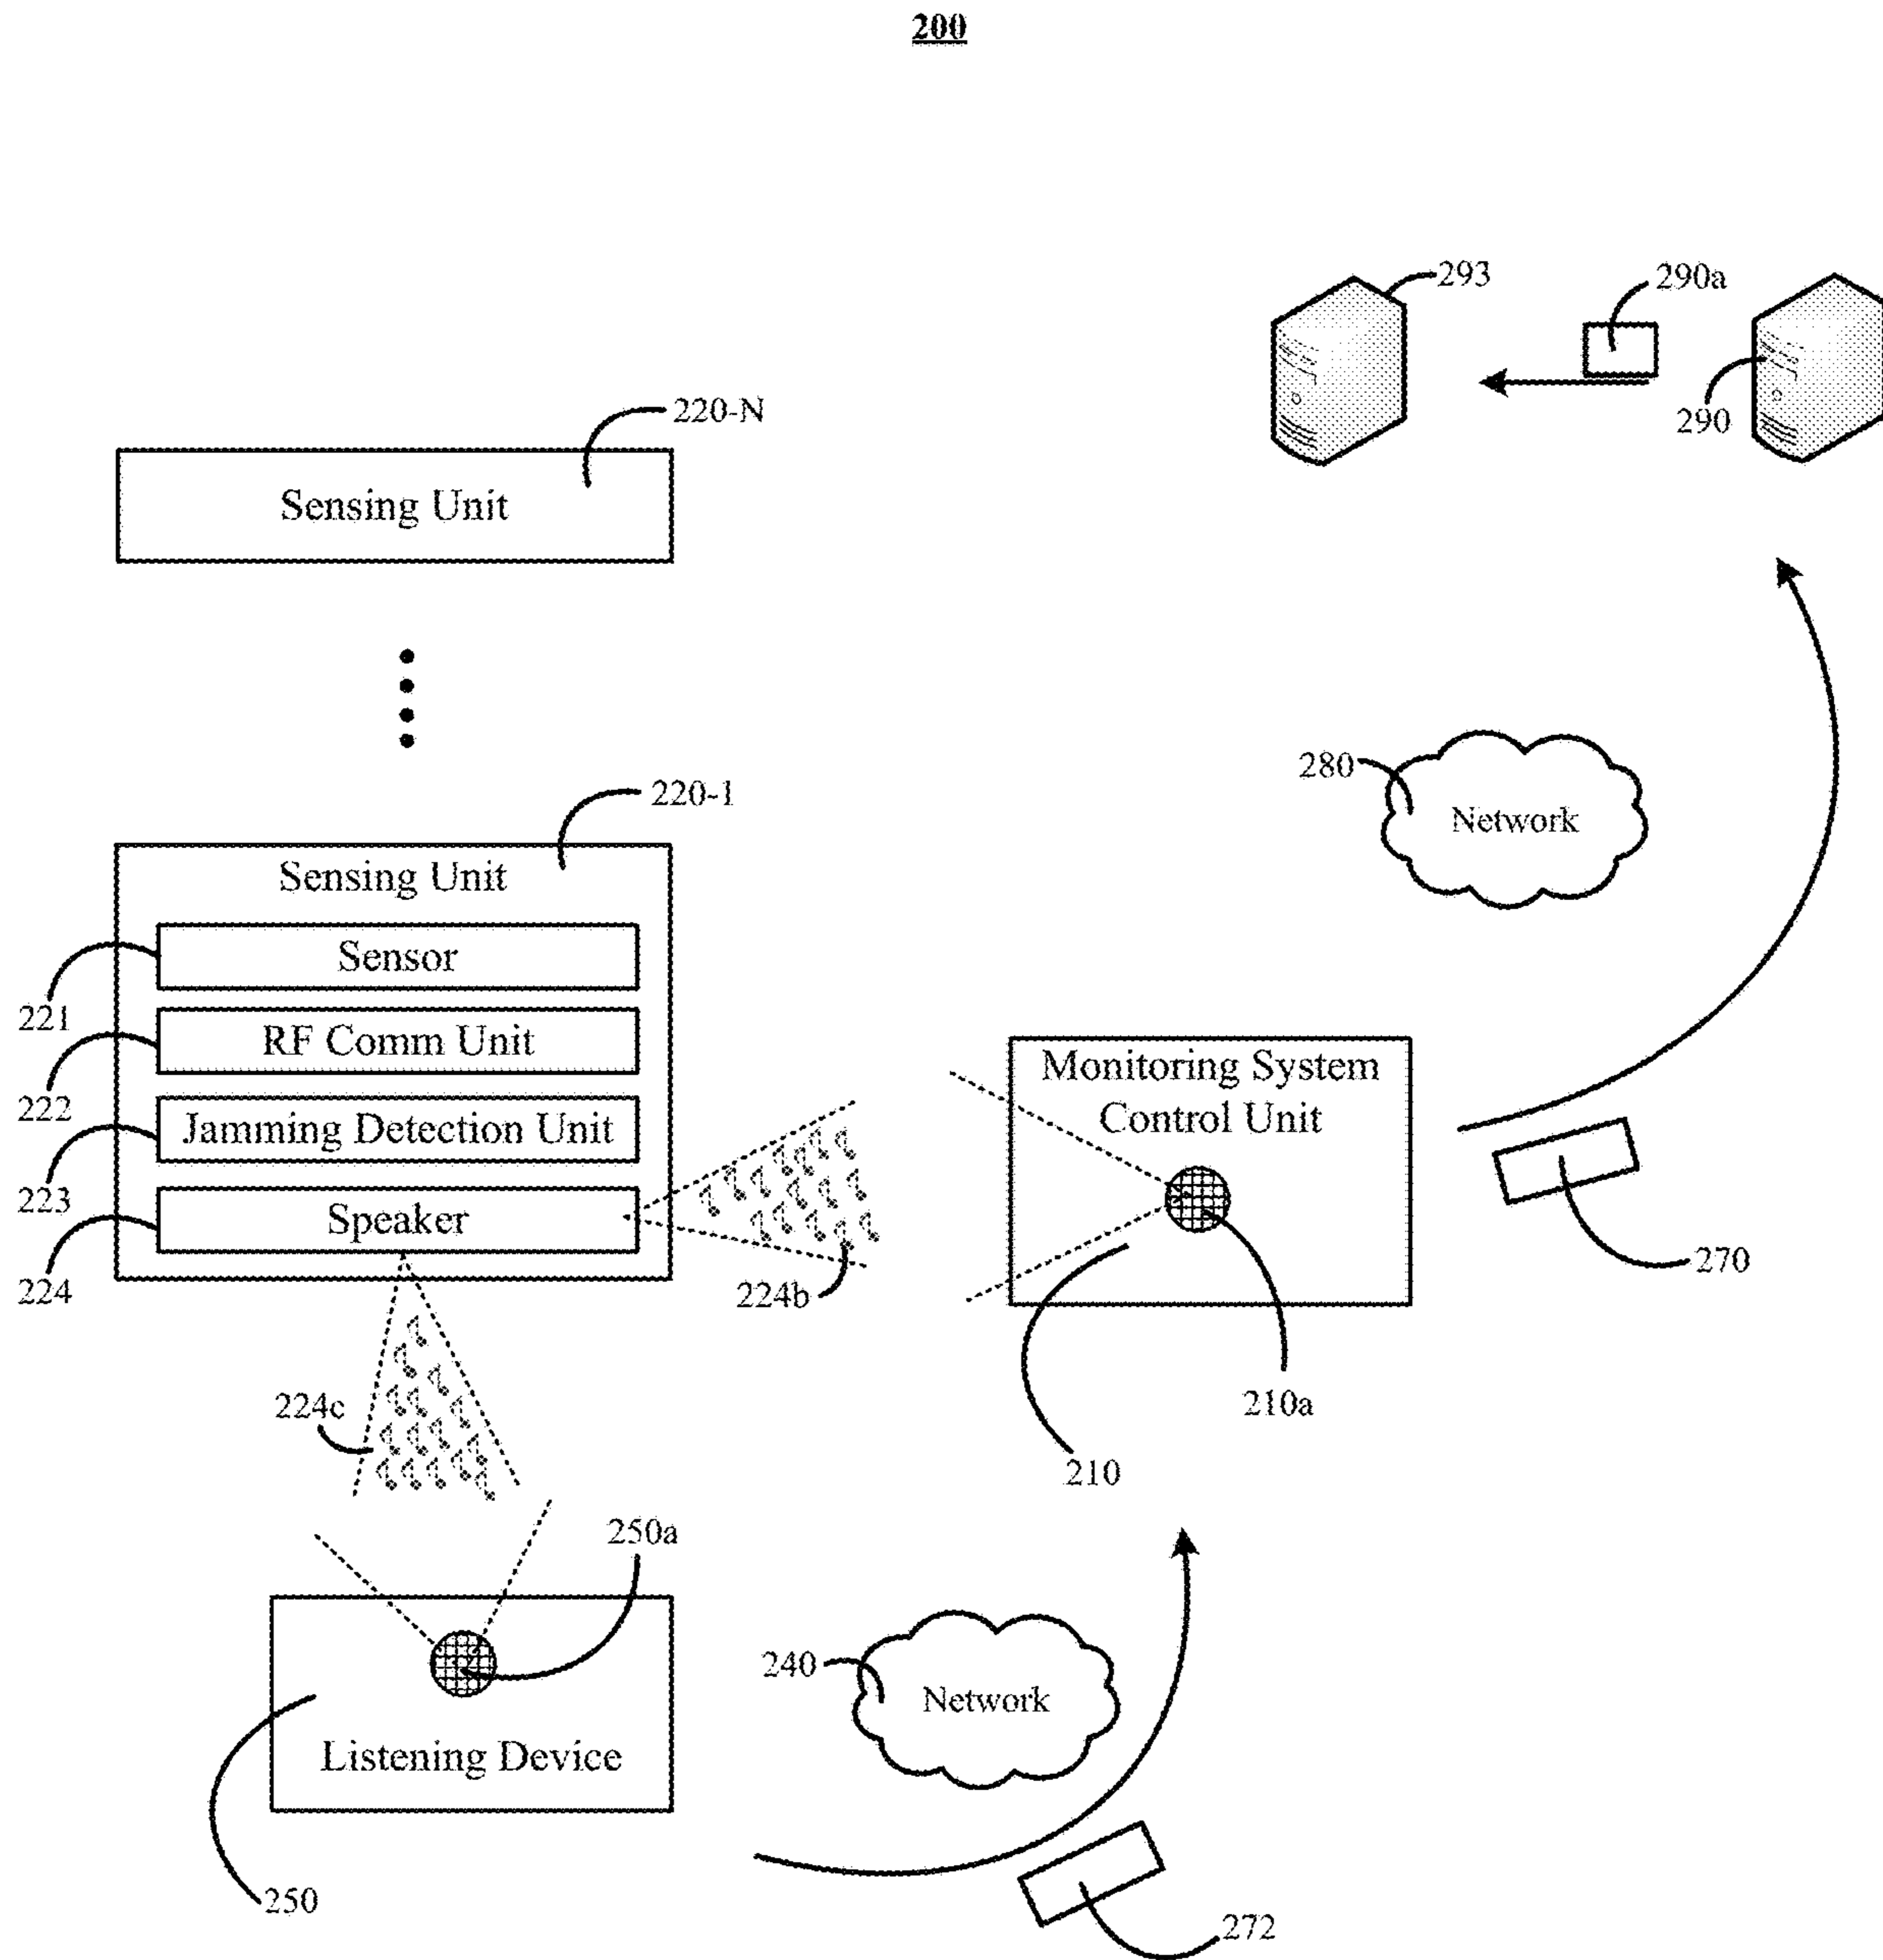 200
293
290a
290
220-N
Sensing Unit
220-1
280
Network
Sensing Unit
Sensor
221
RF Comm Unit
222
Jamming Detection Unit
223
Speaker
224
Monitoring System
Control Unit
224b
270
224c
210a
210
250a
240
Network
Listening Device
250
272